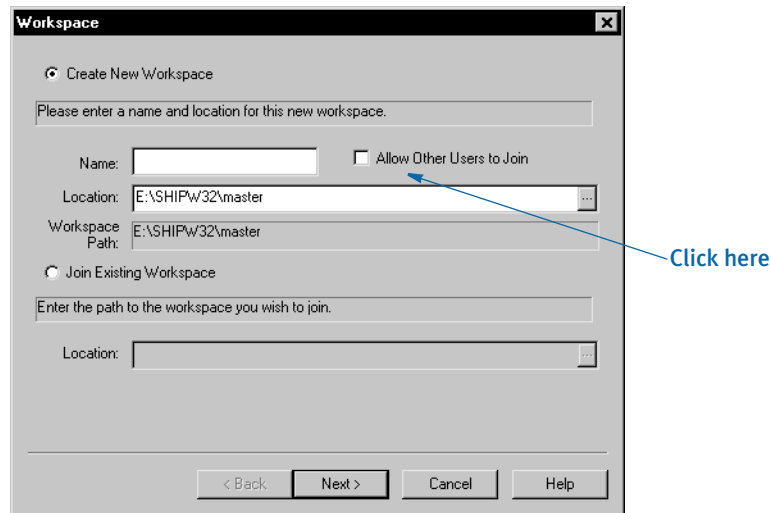 Workspace
Create New Workspace
Please enter a name and location for this new workspace.
Name:
Allow Other Users to Join
Location: E:\SHIPW32\master ...
Workspace
Path: E:\SHIPW32\master
Click here
Join Existing Workspace
Enter the path to the workspace you wish to join.
Location: ...
< Back Next > Cancel Help